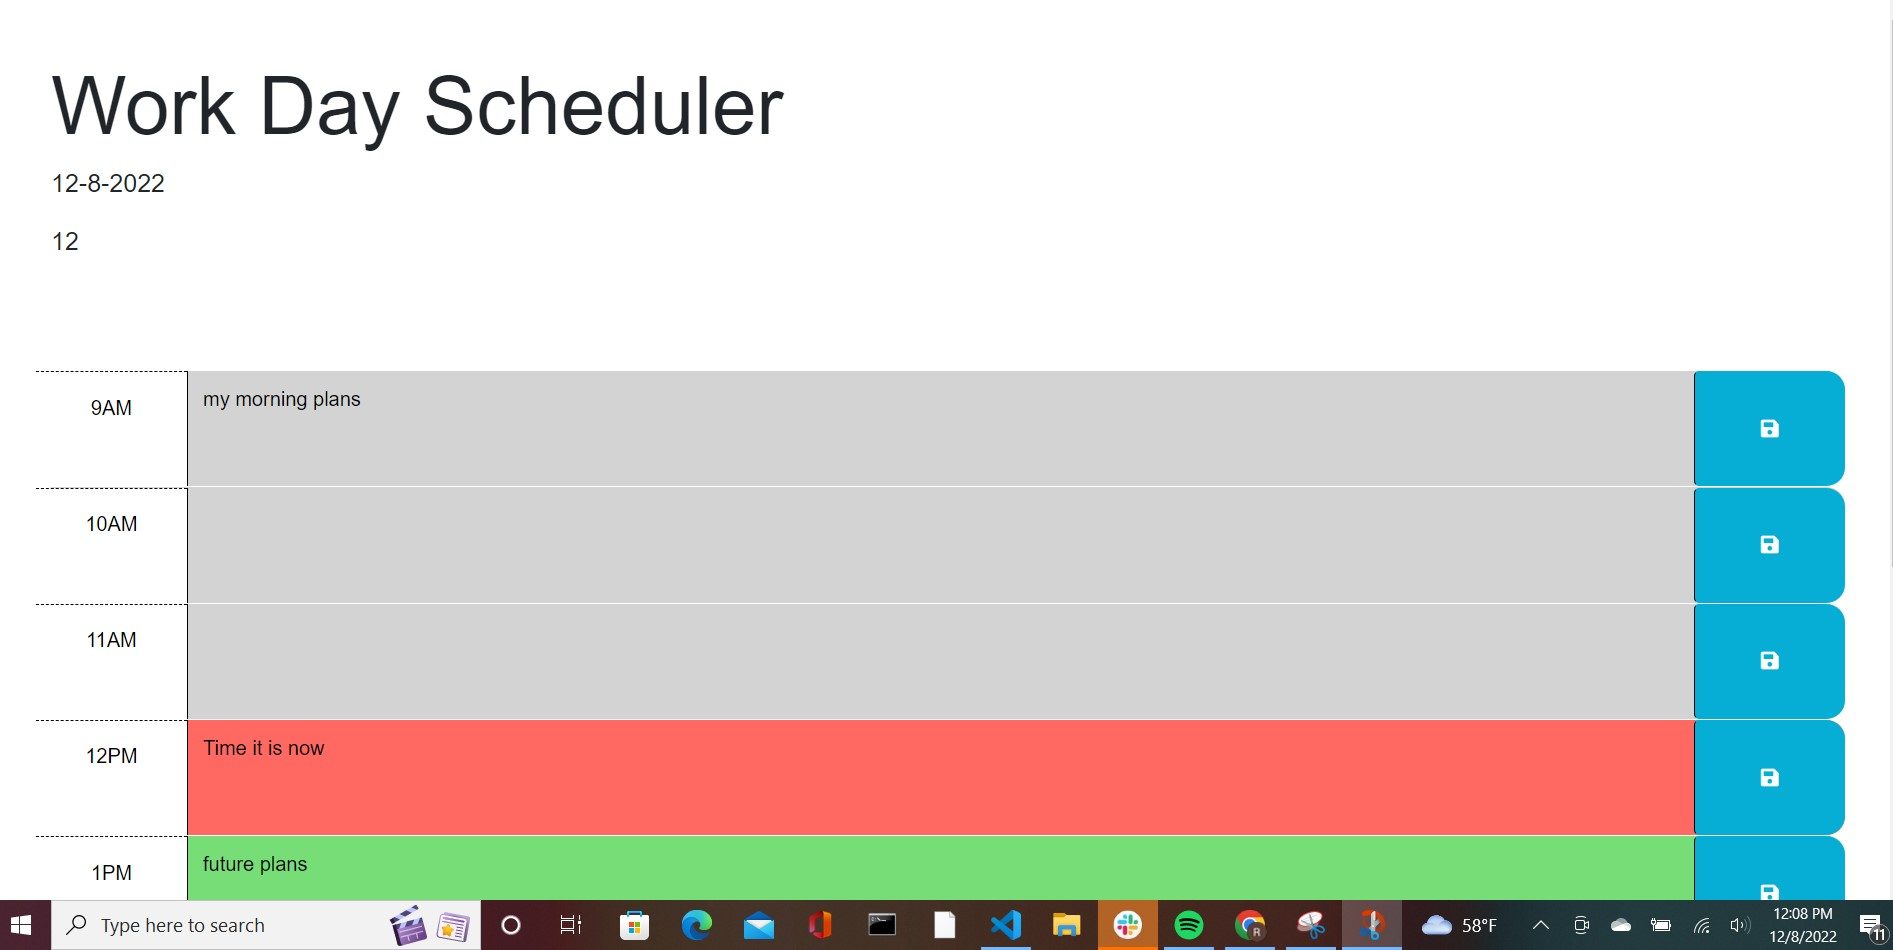 Work Day Scheduler
12-8-2022
12
9AM
my morning plans
10AM
11AM
12PM
Time it is now
1PM
future plans
Type here to search
R
58°F
12:08 PM
12/8/2022
11